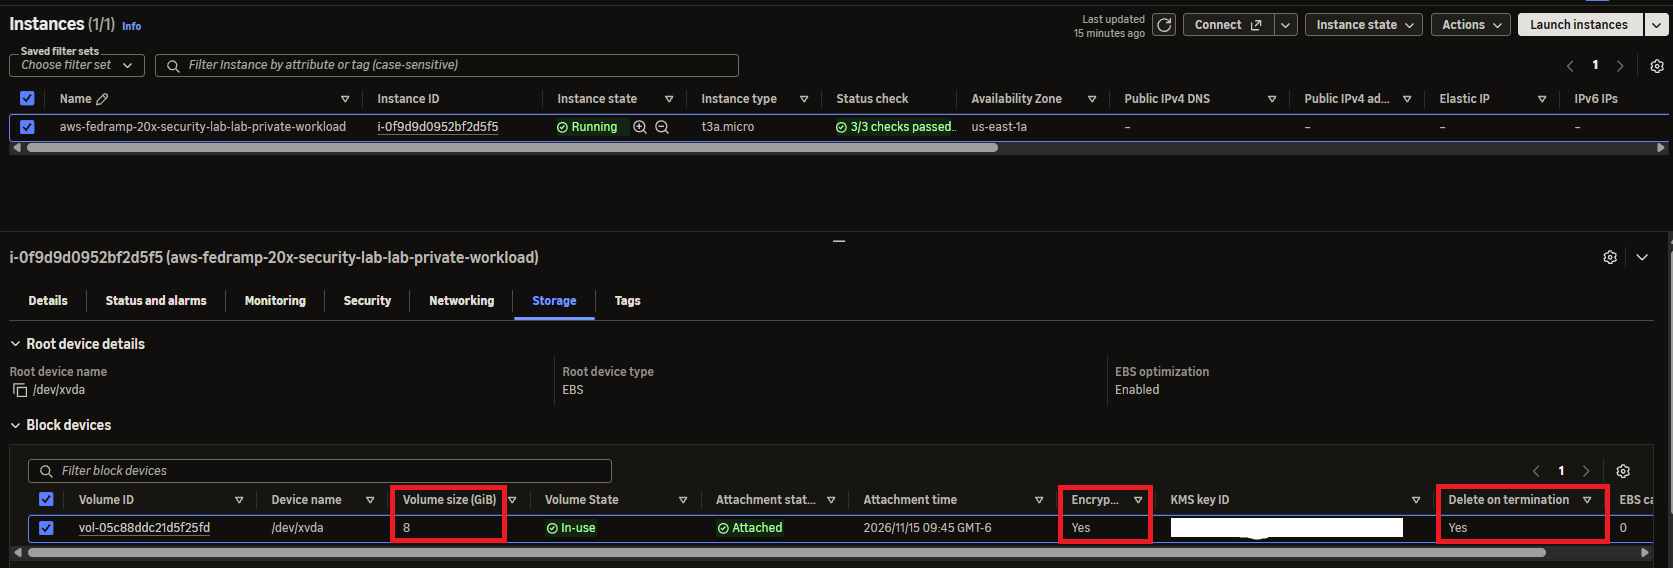 Instances (1/1) Info
Last updated
15 minutes ago
Connect
Instance state
Actions
Launch instances
Saved filter sets
Choose filter set
Filter Instance by attribute or tag (case-sensitive)
1
Name Instance ID Instance state Instance type Status check Availability Zone Public IPv4 DNS Public IPv4 ad... Elastic IP IPv6 IPs
aws-fedramp-20x-security-lab-lab-private-workload i-0f9d9d0952bf2d5f5 Running t3a.micro 3/3 checks passed.. us-east-1a – – – –
i-0f9d9d0952bf2d5f5 (aws-fedramp-20x-security-lab-lab-private-workload)
Details Status and alarms Monitoring Security Networking Storage Tags
Root device details
Root device name Root device type EBS optimization
/dev/xvda EBS Enabled
Block devices
Filter block devices
1
Volume ID Device name Volume size (GiB) Volume State Attachment stat... Attachment time Encryp... KMS key ID Delete on termination EBS ca
vol-05c88ddc21d5f25fd /dev/xvda 8 In-use Attached 2026/11/15 09:45 GMT-6 Yes Yes 0